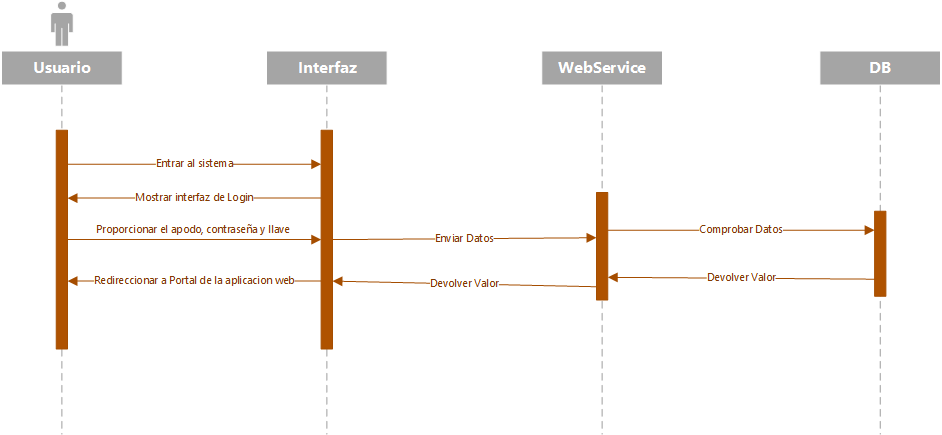 Usuario
Interfaz
WebService
DB
Entrar al sistema
Mostrar interfaz de Login
Proporcionar el apodo, contraseña y llave
Enviar Datos
Comprobar Datos
Redireccionar a Portal de la aplicacion web
Devolver Valor
Devolver Valor